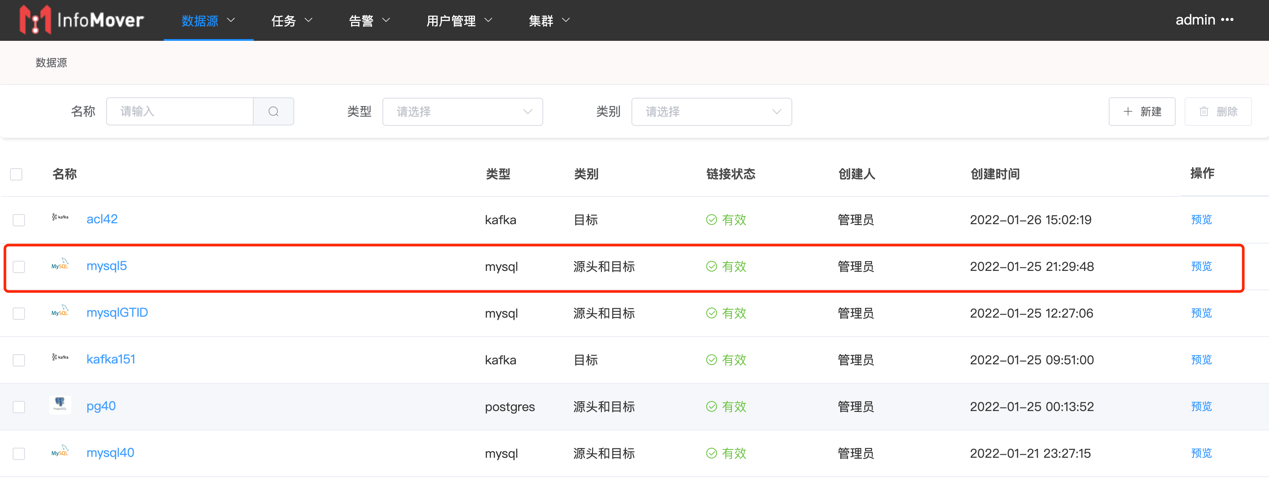 InfoMover 数据源 任务 告警 用户管理 集群 admin •••
数据源
名称 请输入 类型 请选择 类别 请选择 + 新建 删除
名称 类型 类别 链接状态 创建人 创建时间 操作
kafka acl42 kafka 目标 有效 管理员 2022-01-26 15:02:19 预览
MySQL mysql5 mysql 源头和目标 有效 管理员 2022-01-25 21:29:48 预览
MySQL mysqlGTID mysql 源头和目标 有效 管理员 2022-01-25 12:27:06 预览
kafka kafka151 kafka 目标 有效 管理员 2022-01-25 09:51:00 预览
pg40 postgres 源头和目标 有效 管理员 2022-01-25 00:13:52 预览
MySQL mysql40 mysql 源头和目标 有效 管理员 2022-01-21 23:27:15 预览